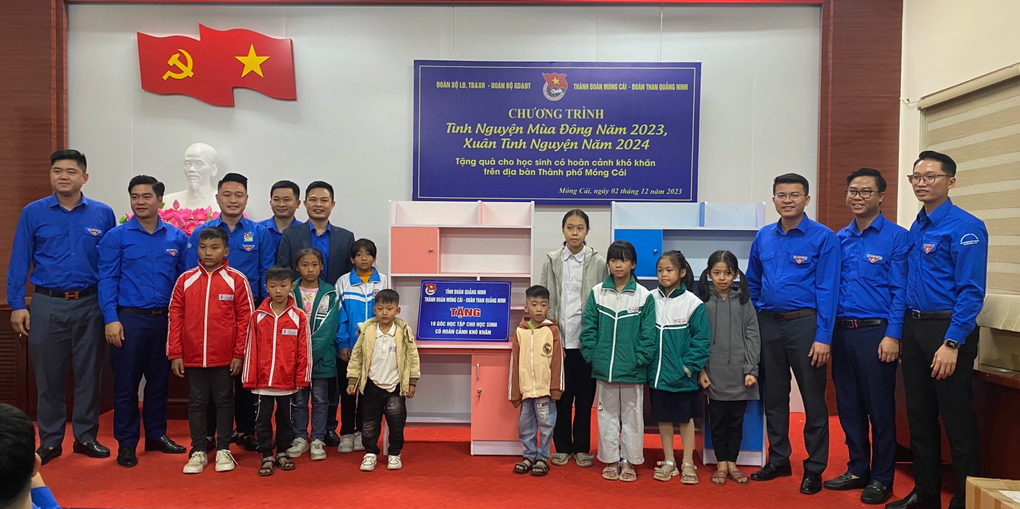 ĐOÀN BỘ LĐ, TB&XH - ĐOÀN BỘ GD&ĐT THÀNH ĐOÀN MÓNG CÁI - ĐOÀN THAN QUẢNG NINH
CHƯƠNG TRÌNH
Tình Nguyện Mùa Đông Năm 2023,
Xuân Tình Nguyện Năm 2024
Tặng quà cho học sinh có hoàn cảnh khó khăn
trên địa bàn Thành phố Móng Cái
Móng Cái, ngày 02 tháng 12 năm 2023
TỈNH ĐOÀN QUẢNG NINH
THÀNH ĐOÀN MÓNG CÁI - ĐOÀN THAN QUẢNG NINH
TẶNG
10 GÓC HỌC TẬP CHO HỌC SINH
CÓ HOÀN CẢNH KHÓ KHĂN